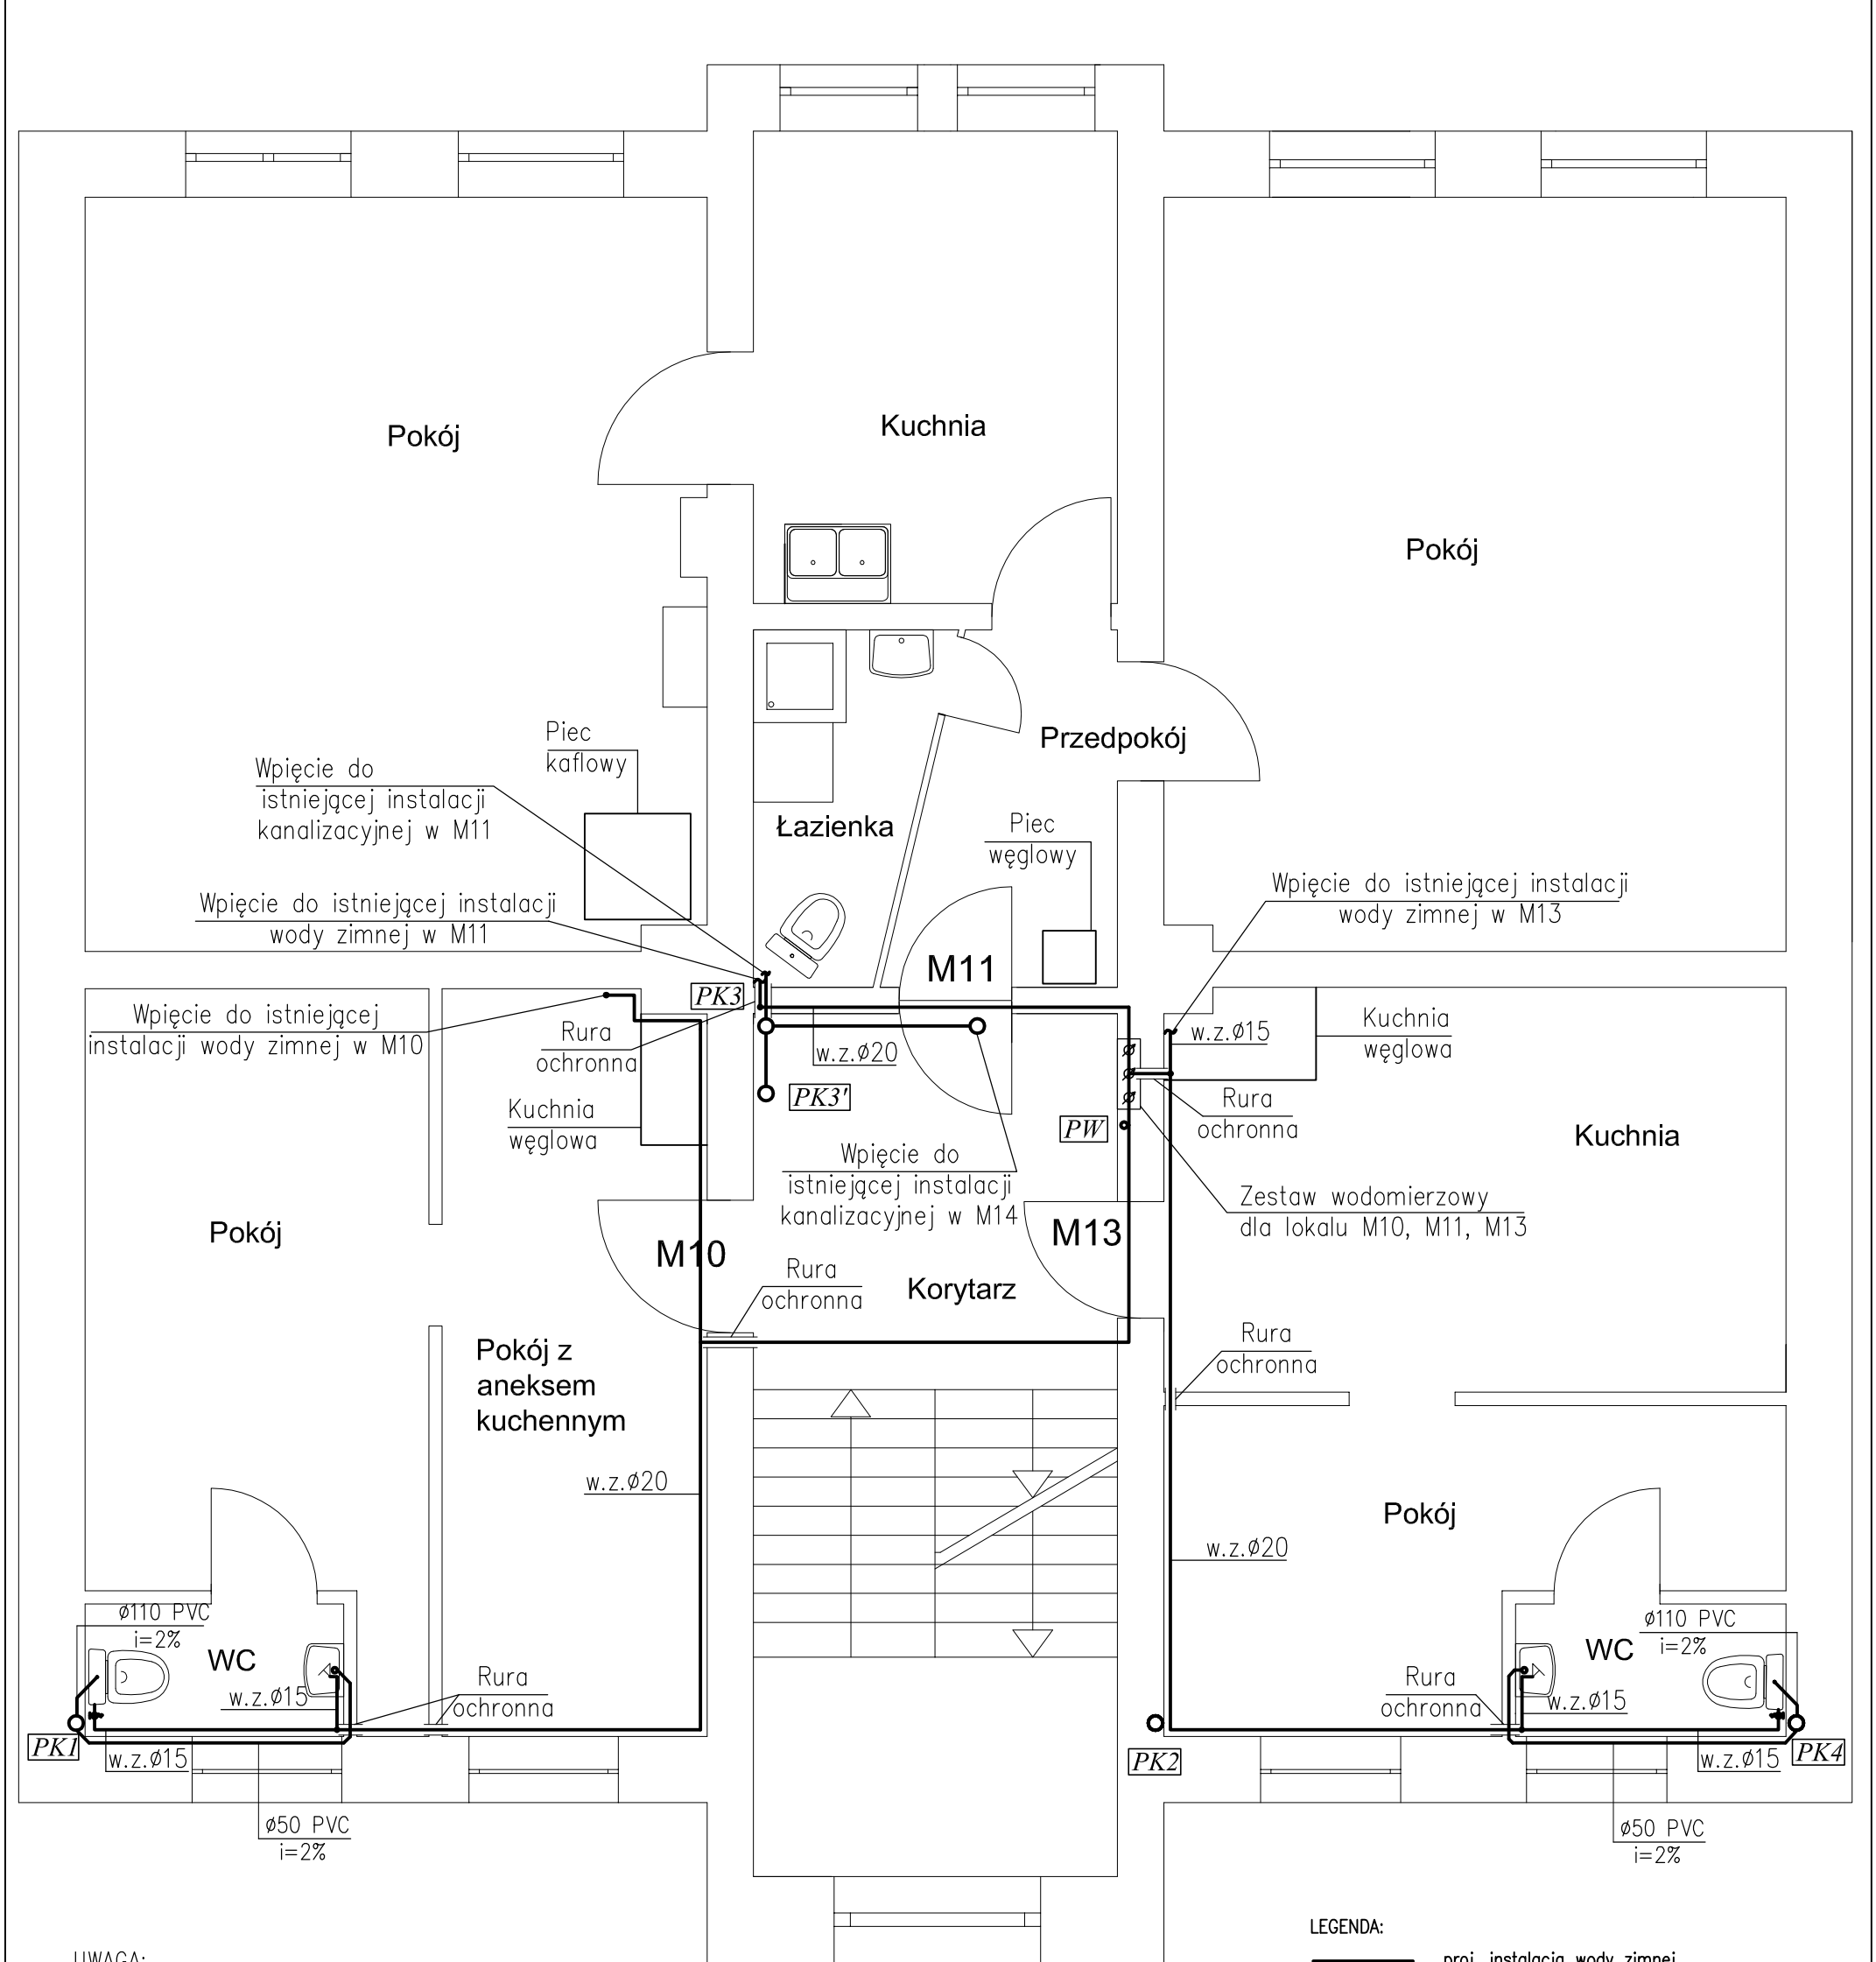 Pokój
Kuchnia
Pokój
Piec
kaflowy
Przedpokój
Wpięcie do
istniejącej instalacji
kanalizacyjnej w M11
Łazienka
Piec
węglowy
Wpięcie do istniejącej instalacji
wody zimnej w M11
Wpięcie do istniejącej instalacji
wody zimnej w M13
M11
PK3
Wpięcie do istniejącej
instalacji wody zimnej w M10
Rura
ochronna
w.z.ø20
w.z.ø15
Kuchnia
węglowa
Kuchnia
węglowa
PK3'
PW
Rura
ochronna
Kuchnia
Wpięcie do
istniejącej instalacji
kanalizacyjnej w M14
Zestaw wodomierzowy
dla lokalu M10, M11, M13
Pokój
M10
M13
Rura
ochronna
Korytarz
Rura
ochronna
Pokój z
aneksem
kuchennym
w.z.ø20
Pokój
w.z.ø20
ø110 PVC
i=2%
WC
w.z.ø15
Rura
ochronna
Rura
ochronna
WC
ø110 PVC
i=2%
w.z.ø15
PK1
w.z.ø15
PK2
w.z.ø15
PK4
ø50 PVC
i=2%
ø50 PVC
i=2%
LEGENDA:
UWAGA:
proj. instalacja wody zimnej